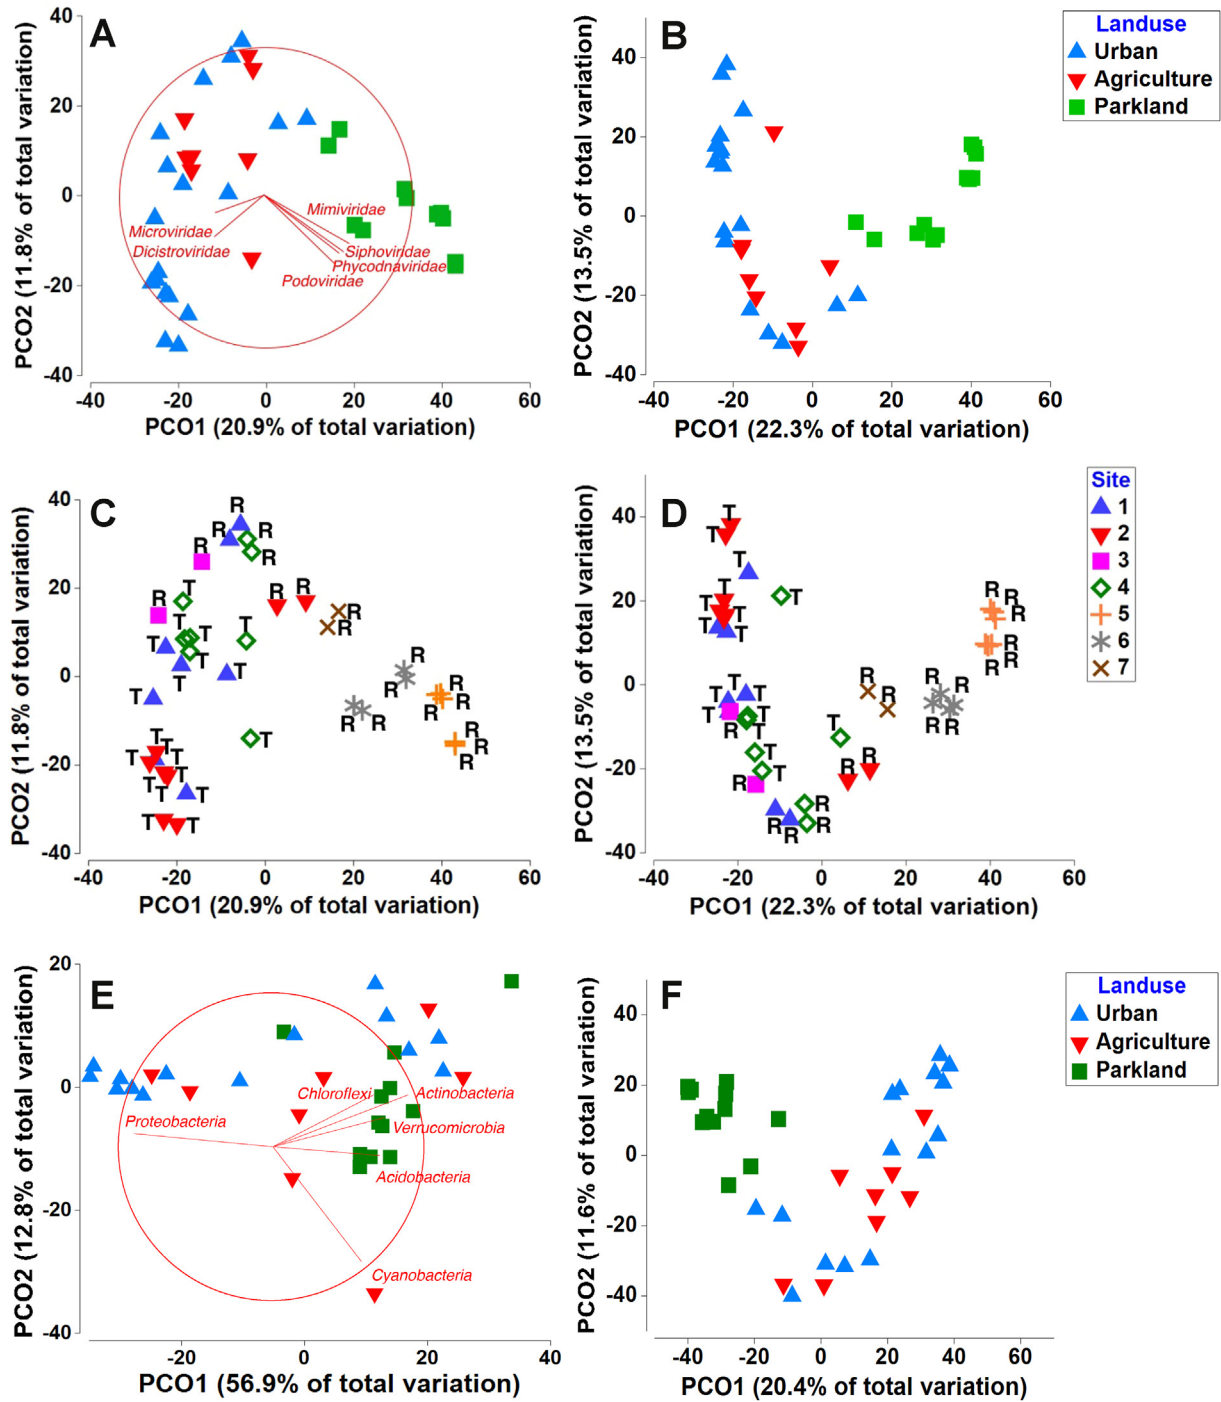 A
PCO2 (11.8% of total variation)
40
20
0
-20
-40
Mimiviridae
Microviridae
Dicistroviridae
Siphoviridae
Phycodnaviridae
Podoviridae
-40 -20 0 20 40 60
PCO1 (20.9% of total variation)
B
PCO2 (13.5% of total variation)
40
20
0
-20
-40
-40 -20 0 20 40 60
PCO1 (22.3% of total variation)
Landuse
Urban
Agriculture
Parkland
C
PCO2 (11.8% of total variation)
40
20
0
-20
-40
R
R R
R R
R
R R R R
T
T T T
T T
T T
T
T
R
R
R R
R
R
R R
R
T
T T T
T T T
T T
T T
-40 -20 0 20 40 60
PCO1 (20.9% of total variation)
D
PCO2 (13.5% of total variation)
40
20
0
-20
-40
T
T
T
T
T T T
T T
T T
T T
R T
T T
R T
R R
R R
R R
R R
R R
R R
R R
R
R
R
R R
R
-40 -20 0 20 40 60
PCO1 (22.3% of total variation)
Site
1
2
3
4
5
6
7
E
PCO2 (12.8% of total variation)
20
0
-20
-40
Chloroflexi
Actinobacteria
Proteobacteria
Verrucomicrobia
Acidobacteria
Cyanobacteria
-20 0 20 40
PCO1 (56.9% of total variation)
F
PCO2 (11.6% of total variation)
40
20
0
-20
-40
-40 -20 0 20 40 60
PCO1 (20.4% of total variation)
Landuse
Urban
Agriculture
Parkland